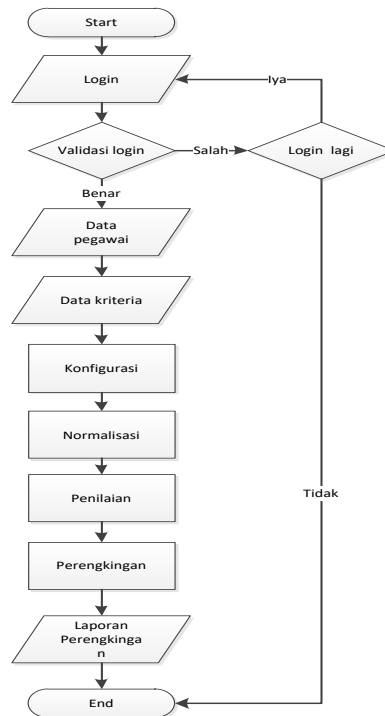 Start
Login
Iya
Validasi login
Salah
Login lagi
Benar
Data
pegawai
Data kriteria
Konfigurasi
Normalisasi
Penilaian
Tidak
Perengkingan
Laporan
Perengkinga
n
End